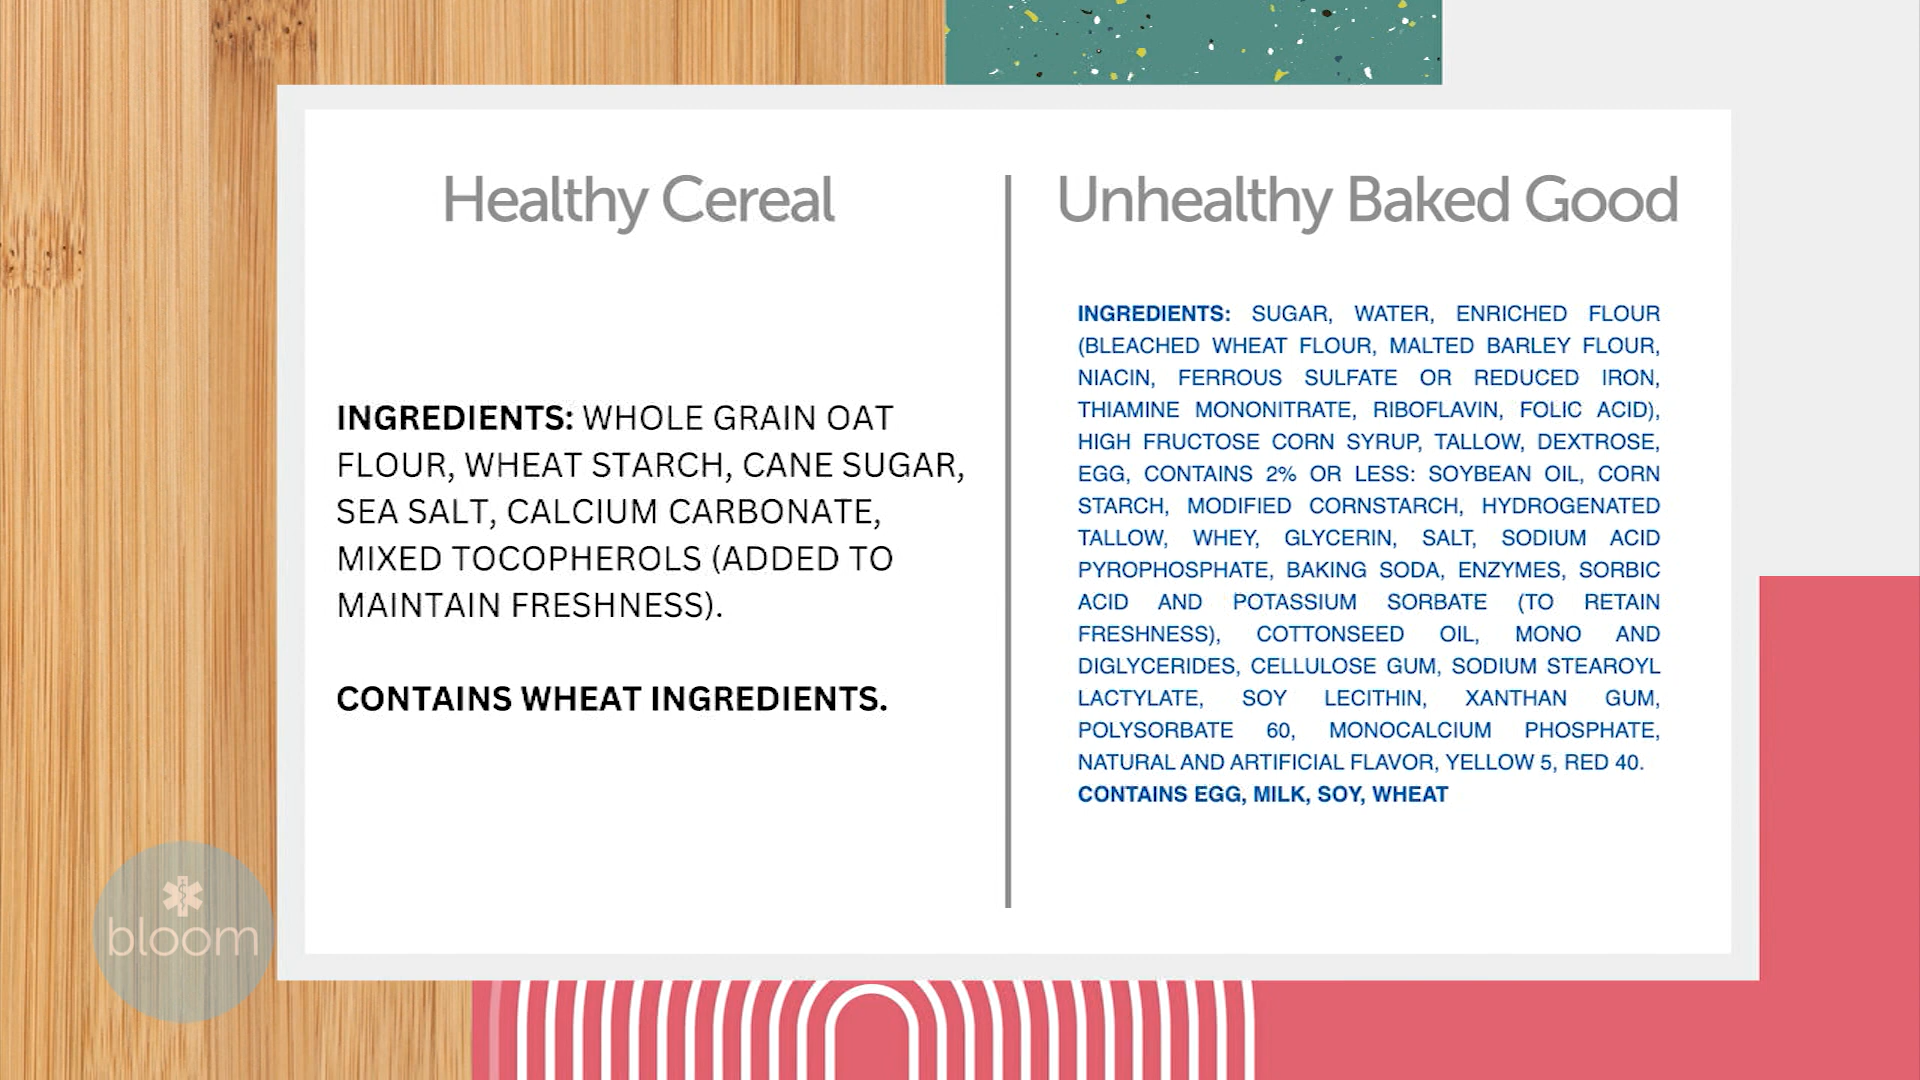 Healthy Cereal
INGREDIENTS: WHOLE GRAIN OAT
FLOUR, WHEAT STARCH, CANE SUGAR,
SEA SALT, CALCIUM CARBONATE,
MIXED TOCOPHEROLS (ADDED TO
MAINTAIN FRESHNESS).
CONTAINS WHEAT INGREDIENTS.
Unhealthy Baked Good
INGREDIENTS: SUGAR, WATER, ENRICHED FLOUR
(BLEACHED WHEAT FLOUR, MALTED BARLEY FLOUR,
NIACIN, FERROUS SULFATE OR REDUCED IRON,
THIAMINE MONONITRATE, RIBOFLAVIN, FOLIC ACID),
HIGH FRUCTOSE CORN SYRUP, TALLOW, DEXTROSE,
EGG, CONTAINS 2% OR LESS: SOYBEAN OIL, CORN
STARCH, MODIFIED CORNSTARCH, HYDROGENATED
TALLOW, WHEY, GLYCERIN, SALT, SODIUM ACID
PYROPHOSPHATE, BAKING SODA, ENZYMES, SORBIC
ACID AND POTASSIUM SORBATE (TO RETAIN
FRESHNESS), COTTONSEED OIL, MONO AND
DIGLYCERIDES, CELLULOSE GUM, SODIUM STEAROYL
LACTYLATE, SOY LECITHIN, XANTHAN GUM,
POLYSORBATE 60, MONOCALCIUM PHOSPHATE,
NATURAL AND ARTIFICIAL FLAVOR, YELLOW 5, RED 40.
CONTAINS EGG, MILK, SOY, WHEAT
bloom